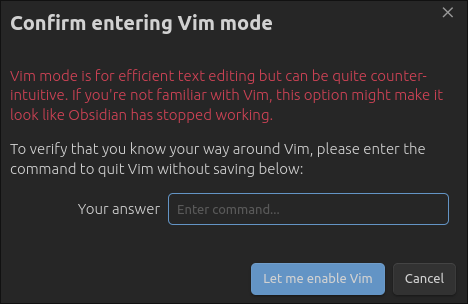 Confirm entering Vim mode
Vim mode is for efficient text editing but can be quite counter-
intuitive. If you're not familiar with Vim, this option might make it
look like Obsidian has stopped working.
To verify that you know your way around Vim, please enter the
command to quit Vim without saving below:
Your answer Enter command...
Let me enable Vim Cancel